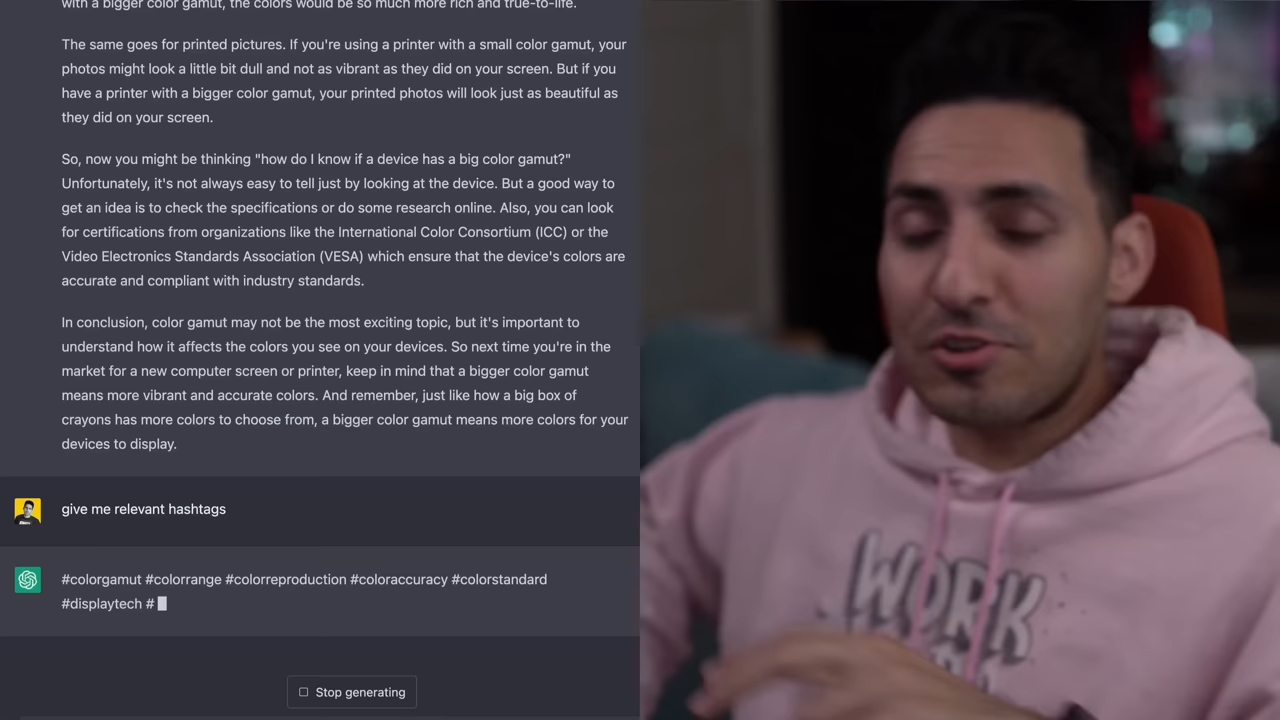 with a bigger color gamut, the colors would be so much more rich and true-to-life.
The same goes for printed pictures. If you're using a printer with a small color gamut, your
photos might look a little bit dull and not as vibrant as they did on your screen. But if you
have a printer with a bigger color gamut, your printed photos will look just as beautiful as
they did on your screen.
So, now you might be thinking "how do I know if a device has a big color gamut?"
Unfortunately, it's not always easy to tell just by looking at the device. But a good way to
get an idea is to check the specifications or do some research online. Also, you can look
for certifications from organizations like the International Color Consortium (ICC) or the
Video Electronics Standards Association (VESA) which ensure that the device's colors are
accurate and compliant with industry standards.
In conclusion, color gamut may not be the most exciting topic, but it's important to
understand how it affects the colors you see on your devices. So next time you're in the
market for a new computer screen or printer, keep in mind that a bigger color gamut
means more vibrant and accurate colors. And remember, just like how a big box of
crayons has more colors to choose from, a bigger color gamut means more colors for your
devices to display.
give me relevant hashtags
#colorgamut #colorrange #colorreproduction #coloraccuracy #colorstandard
#displaytech #
Stop generating
WORK